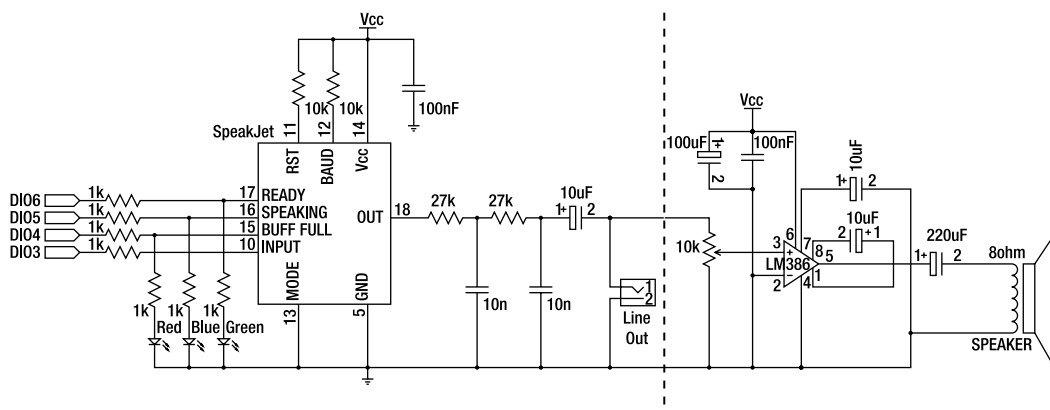 Vcc
10k
10k
100nF
SpeakJet
11
12
14
RST
BAUD
Vcc
DIO6
1k
17
READY
DIO5
1k
16
SPEAKING
DIO4
1k
15
BUFF FULL
DIO3
1k
10
INPUT
OUT
18
MODE
GND
13
5
1k
1k
1k
Red
Blue
Green
27k
27k
10uF
1+
2
10n
10n
1
2
Line
Out
Vcc
100uF
1+
2
100nF
10k
10uF
1+
2
10uF
2
+1
6
7
8
3
+
LM386
5
-
2
4
1
220uF
1+
2
8ohm
SPEAKER